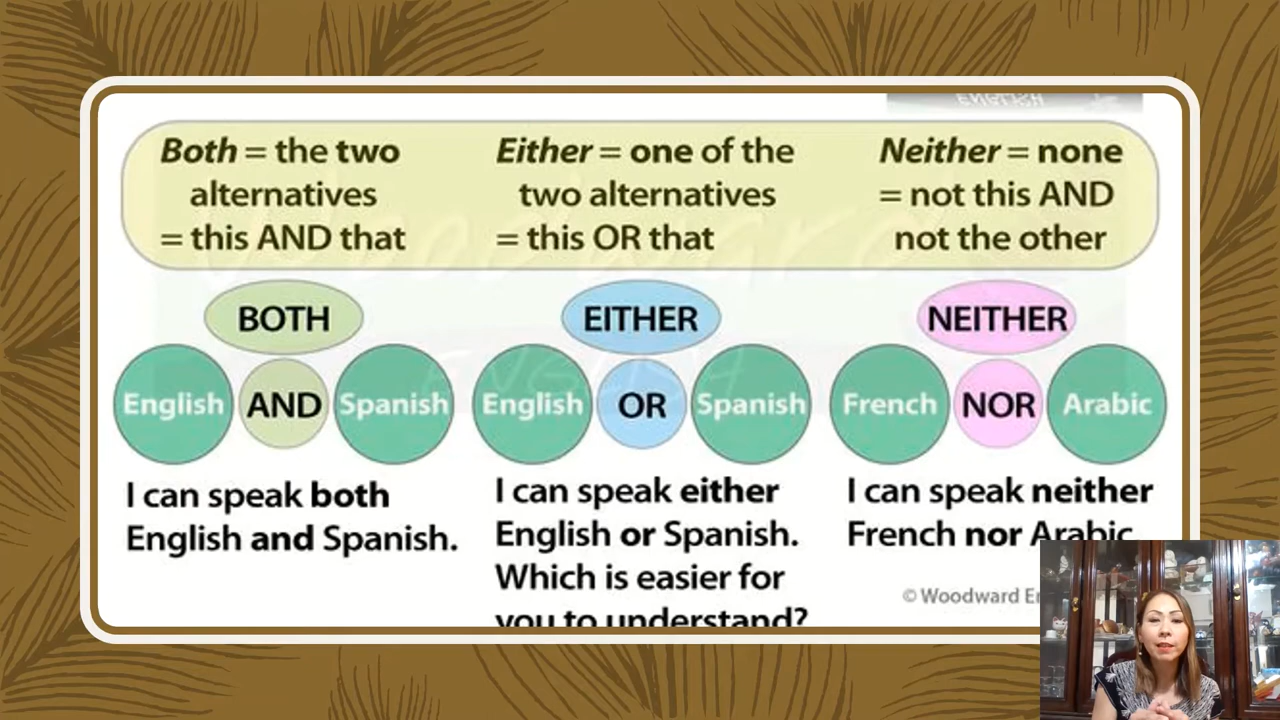 ENGLISH
Both = the two
alternatives
= this AND that
Either = one of the
two alternatives
= this OR that
Neither = none
= not this AND
not the other
BOTH
English AND Spanish
I can speak both
English and Spanish.
EITHER
English OR Spanish
I can speak either
English or Spanish.
Which is easier for
you to understand?
NEITHER
French NOR Arabic
I can speak neither
French nor Arabic
© Woodward